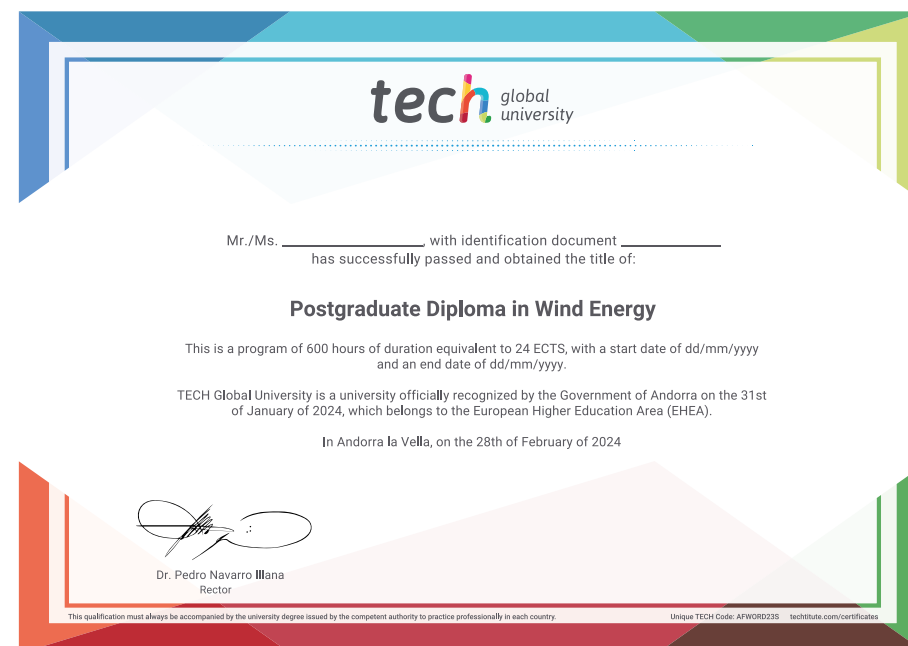 tech global university
Mr./Ms. ____________________, with identification document ______________
has successfully passed and obtained the title of:
Postgraduate Diploma in Wind Energy
This is a program of 600 hours of duration equivalent to 24 ECTS, with a start date of dd/mm/yyyy
and an end date of dd/mm/yyyy.
TECH Global University is a university officially recognized by the Government of Andorra on the 31st
of January of 2024, which belongs to the European Higher Education Area (EHEA).
In Andorra la Vella, on the 28th of February of 2024
Dr. Pedro Navarro Illana
Rector
This qualification must always be accompanied by the university degree issued by the competent authority to practice professionally in each country.
Unique TECH Code: AFWORD23S techtitute.com/certificates